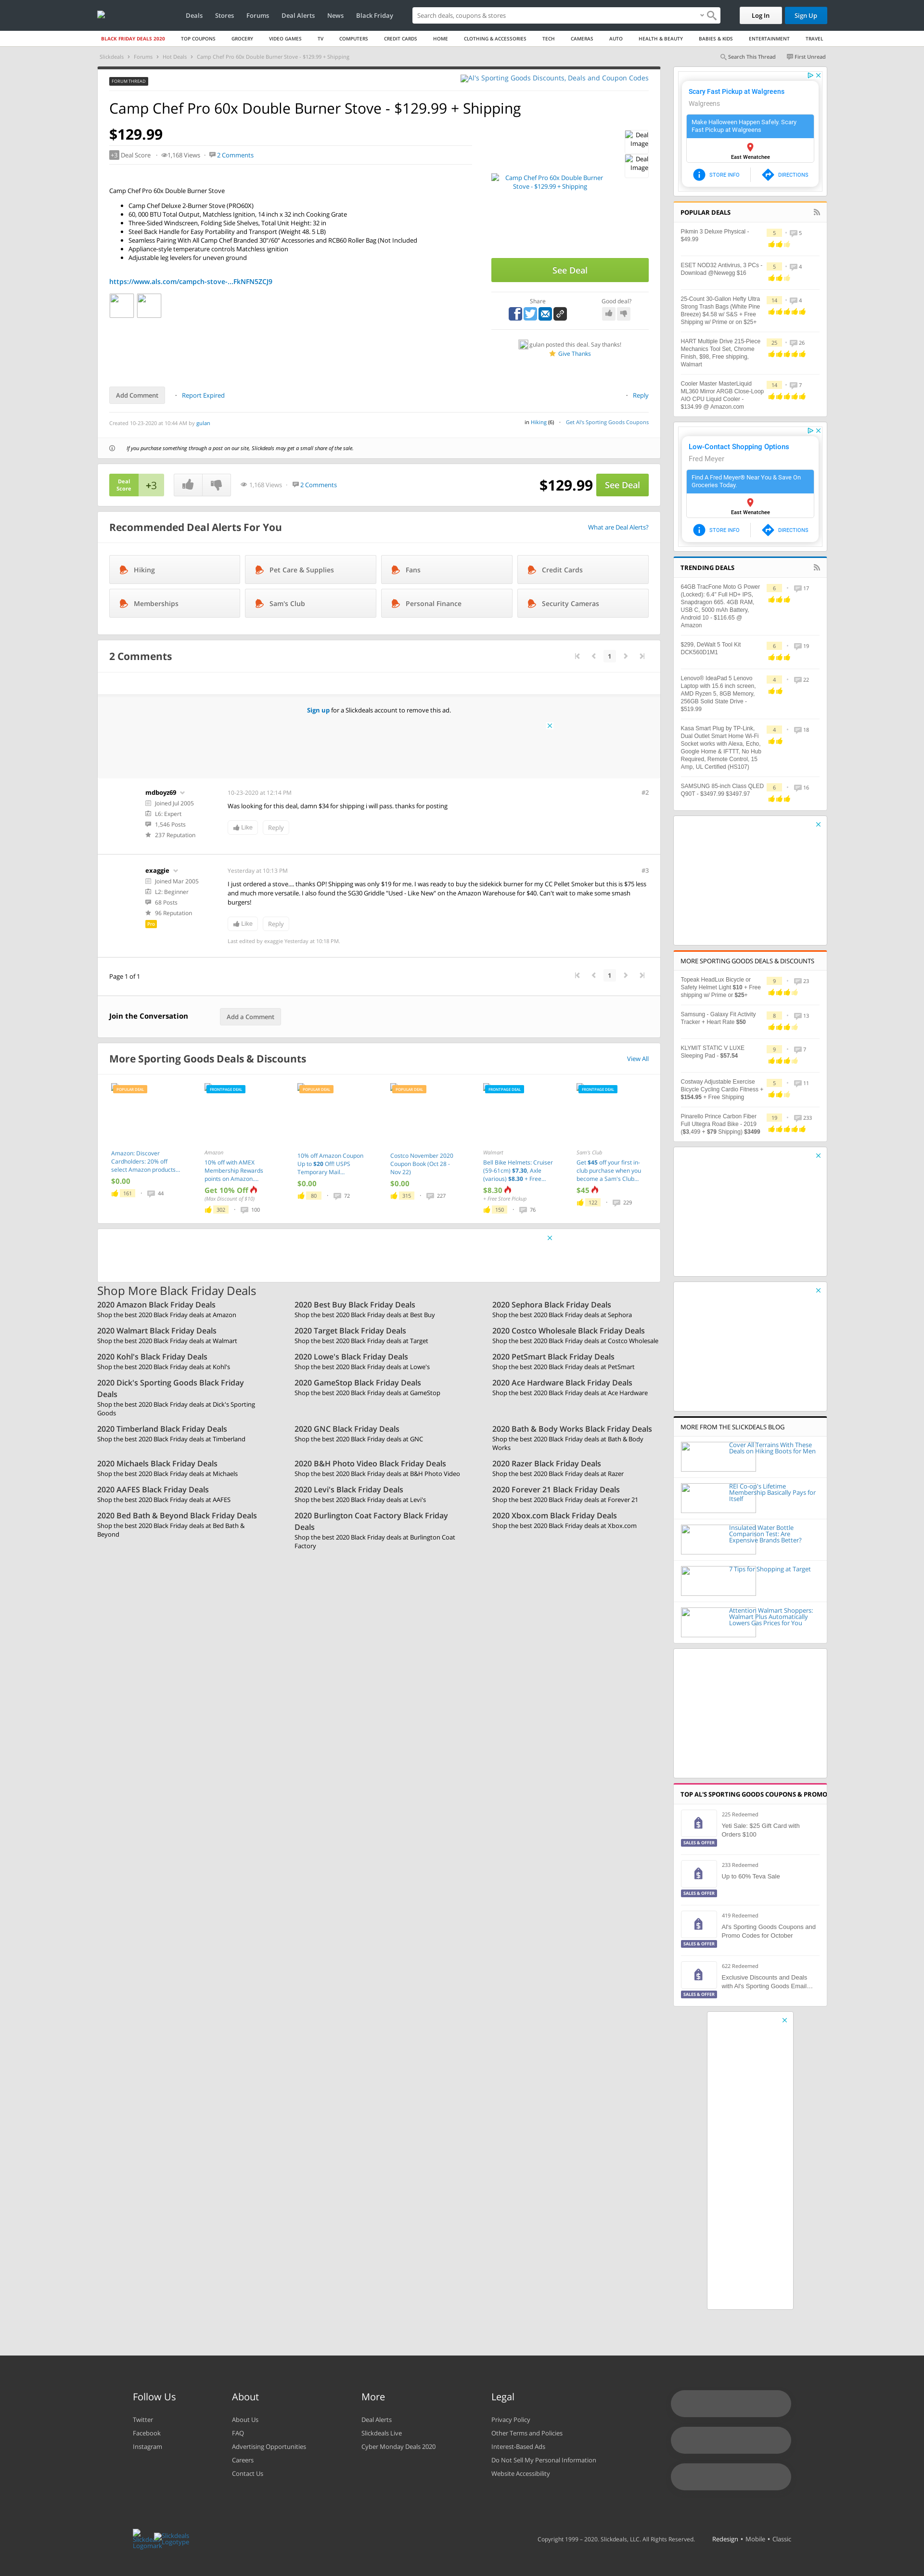 Deals
Stores
Forums
Deal Alerts
News
Black Friday
Search deals, coupons & stores
Log In
Sign Up
BLACK FRIDAY DEALS 2020
TOP COUPONS
GROCERY
VIDEO GAMES
TV
COMPUTERS
CREDIT CARDS
HOME
CLOTHING & ACCESSORIES
TECH
CAMERAS
AUTO
HEALTH & BEAUTY
BABIES & KIDS
ENTERTAINMENT
TRAVEL
Slickdeals > Forums > Hot Deals > Camp Chef Pro 60x Double Burner Stove - $129.99 + Shipping
Search This Thread
First Unread
FORUM THREAD
Al's Sporting Goods Discounts, Deals and Coupon Codes
Camp Chef Pro 60x Double Burner Stove - $129.99 + Shipping
$129.99
+3 Deal Score
1,168 Views
2 Comments
Deal Image
Deal Image
Camp Chef Pro 60x Double Burner Stove - $129.99 + Shipping
Camp Chef Pro 60x Double Burner Stove
Camp Chef Deluxe 2-Burner Stove (PRO60X)
60, 000 BTU Total Output, Matchless Ignition, 14 inch x 32 inch Cooking Grate
Three-Sided Windscreen, Folding Side Shelves, Total Unit Height: 32 in
Steel Back Handle for Easy Portability and Transport (Weight 48. 5 LB)
Seamless Pairing With All Camp Chef Branded 30"/60" Accessories and RCB60 Roller Bag (Not Included
Appliance-style temperature controls Matchless ignition
Adjustable leg levelers for uneven ground
https://www.als.com/campch-stove-...FkNFN5ZCJ9
See Deal
Share
Good deal?
gulan posted this deal. Say thanks!
Give Thanks
Add Comment
Report Expired
Reply
Created 10-23-2020 at 10:44 AM by gulan
in Hiking (6)
Get Al's Sporting Goods Coupons
If you purchase something through a post on our site, Slickdeals may get a small share of the sale.
Deal Score
+3
1,168 Views
2 Comments
$129.99
See Deal
Recommended Deal Alerts For You
What are Deal Alerts?
Hiking
Pet Care & Supplies
Fans
Credit Cards
Memberships
Sam's Club
Personal Finance
Security Cameras
2 Comments
1
Sign up for a Slickdeals account to remove this ad.
mdboyz69
Joined Jul 2005
L6: Expert
1,546 Posts
237 Reputation
10-23-2020 at 12:14 PM
#2
Was looking for this deal, damn $34 for shipping i will pass. thanks for posting
Like
Reply
exaggie
Joined Mar 2005
L2: Beginner
68 Posts
96 Reputation
Pro
Yesterday at 10:13 PM
#3
I just ordered a stove.... thanks OP! Shipping was only $19 for me. I was ready to buy the sidekick burner for my CC Pellet Smoker but this is $75 less
and much more versatile. I also found the SG30 Griddle "Used - Like New" on the Amazon Warehouse for $40. Can't wait to make some smash
burgers!
Like
Reply
Last edited by exaggie Yesterday at 10:18 PM.
Page 1 of 1
1
Join the Conversation
Add a Comment
More Sporting Goods Deals & Discounts
View All
POPULAR DEAL
Amazon: Discover Cardholders: 20% off select Amazon products...
$0.00
161
44
FRONTPAGE DEAL
Amazon
10% off with AMEX Membership Rewards points on Amazon....
Get 10% Off
(Max Discount of $10)
302
100
POPULAR DEAL
10% off Amazon Coupon Up to $20 Off! USPS Temporary Mail...
$0.00
80
72
POPULAR DEAL
Costco November 2020 Coupon Book (Oct 28 - Nov 22)
$0.00
315
227
FRONTPAGE DEAL
Walmart
Bell Bike Helmets: Cruiser (59-61cm) $7.30, Axle (various) $8.30 + Free...
$8.30
+ Free Store Pickup
150
76
FRONTPAGE DEAL
Sam's Club
Get $45 off your first in-club purchase when you become a Sam's Club...
$45
122
229
Shop More Black Friday Deals
2020 Amazon Black Friday Deals
Shop the best 2020 Black Friday deals at Amazon
2020 Best Buy Black Friday Deals
Shop the best 2020 Black Friday deals at Best Buy
2020 Sephora Black Friday Deals
Shop the best 2020 Black Friday deals at Sephora
2020 Walmart Black Friday Deals
Shop the best 2020 Black Friday deals at Walmart
2020 Target Black Friday Deals
Shop the best 2020 Black Friday deals at Target
2020 Costco Wholesale Black Friday Deals
Shop the best 2020 Black Friday deals at Costco Wholesale
2020 Kohl's Black Friday Deals
Shop the best 2020 Black Friday deals at Kohl's
2020 Lowe's Black Friday Deals
Shop the best 2020 Black Friday deals at Lowe's
2020 PetSmart Black Friday Deals
Shop the best 2020 Black Friday deals at PetSmart
2020 Dick's Sporting Goods Black Friday Deals
Shop the best 2020 Black Friday deals at Dick's Sporting Goods
2020 GameStop Black Friday Deals
Shop the best 2020 Black Friday deals at GameStop
2020 Ace Hardware Black Friday Deals
Shop the best 2020 Black Friday deals at Ace Hardware
2020 Timberland Black Friday Deals
Shop the best 2020 Black Friday deals at Timberland
2020 GNC Black Friday Deals
Shop the best 2020 Black Friday deals at GNC
2020 Bath & Body Works Black Friday Deals
Shop the best 2020 Black Friday deals at Bath & Body Works
2020 Michaels Black Friday Deals
Shop the best 2020 Black Friday deals at Michaels
2020 B&H Photo Video Black Friday Deals
Shop the best 2020 Black Friday deals at B&H Photo Video
2020 Razer Black Friday Deals
Shop the best 2020 Black Friday deals at Razer
2020 AAFES Black Friday Deals
Shop the best 2020 Black Friday deals at AAFES
2020 Levi's Black Friday Deals
Shop the best 2020 Black Friday deals at Levi's
2020 Forever 21 Black Friday Deals
Shop the best 2020 Black Friday deals at Forever 21
2020 Bed Bath & Beyond Black Friday Deals
Shop the best 2020 Black Friday deals at Bed Bath & Beyond
2020 Burlington Coat Factory Black Friday Deals
Shop the best 2020 Black Friday deals at Burlington Coat Factory
2020 Xbox.com Black Friday Deals
Shop the best 2020 Black Friday deals at Xbox.com
Scary Fast Pickup at Walgreens
Walgreens
Make Halloween Happen Safely. Scary Fast Pickup at Walgreens
East Wenatchee
STORE INFO
DIRECTIONS
POPULAR DEALS
Pikmin 3 Deluxe Physical - $49.99
5
5
ESET NOD32 Antivirus, 3 PCs - Download @Newegg $16
5
4
25-Count 30-Gallon Hefty Ultra Strong Trash Bags (White Pine Breeze) $4.58 w/ S&S + Free Shipping w/ Prime or on $25+
14
4
HART Multiple Drive 215-Piece Mechanics Tool Set, Chrome Finish, $98, Free shipping, Walmart
25
26
Cooler Master MasterLiquid ML360 Mirror ARGB Close-Loop AIO CPU Liquid Cooler - $134.99 @ Amazon.com
14
7
Low-Contact Shopping Options
Fred Meyer
Find A Fred Meyer® Near You & Save On Groceries Today.
East Wenatchee
STORE INFO
DIRECTIONS
TRENDING DEALS
64GB TracFone Moto G Power (Locked): 6.4" Full HD+ IPS, Snapdragon 665. 4GB RAM, USB C, 5000 mAh Battery, Android 10 - $116.65 @ Amazon
6
17
$299, DeWalt 5 Tool Kit DCK560D1M1
6
19
Lenovo® IdeaPad 5 Lenovo Laptop with 15.6 inch screen, AMD Ryzen 5, 8GB Memory, 256GB Solid State Drive - $519.99
4
22
Kasa Smart Plug by TP-Link, Dual Outlet Smart Home Wi-Fi Socket works with Alexa, Echo, Google Home & IFTTT, No Hub Required, Remote Control, 15 Amp, UL Certified (HS107)
4
18
SAMSUNG 85-inch Class QLED Q90T - $3497.99 $3497.97
6
16
MORE SPORTING GOODS DEALS & DISCOUNTS
Topeak HeadLux Bicycle or Safety Helmet Light $10 + Free shipping w/ Prime or $25+
9
23
Samsung - Galaxy Fit Activity Tracker + Heart Rate $50
8
13
KLYMIT STATIC V LUXE Sleeping Pad - $57.54
9
7
Costway Adjustable Exercise Bicycle Cycling Cardio Fitness + $154.95 + Free Shipping
5
11
Pinarello Prince Carbon Fiber Full Ultegra Road Bike - 2018 ($3,499 + $79 Shipping) $3499
19
233
MORE FROM THE SLICKDEALS BLOG
Cover All Terrains With These Deals on Hiking Boots for Men
REI Co-op's Lifetime Membership Basically Pays for Itself
Insulated Water Bottle Comparison Test: Are Expensive Brands Better?
7 Tips for Shopping at Target
Attention Walmart Shoppers: Walmart Plus Automatically Lowers Gas Prices for You
TOP AL'S SPORTING GOODS COUPONS & PROMO
225 Redeemed
Yeti Sale: $25 Gift Card with Orders $100
SALES & OFFER
233 Redeemed
Up to 60% Teva Sale
SALES & OFFER
419 Redeemed
Al's Sporting Goods Coupons and Promo Codes for October
SALES & OFFER
622 Redeemed
Exclusive Discounts and Deals with Al's Sporting Goods Email...
SALES & OFFER
Follow Us
Twitter
Facebook
Instagram
About
About Us
FAQ
Advertising Opportunities
Careers
Contact Us
More
Deal Alerts
Slickdeals Live
Cyber Monday Deals 2020
Legal
Privacy Policy
Other Terms and Policies
Interest-Based Ads
Do Not Sell My Personal Information
Website Accessibility
Slickdeals Logotype
Copyright 1999 – 2020. Slickdeals, LLC. All Rights Reserved.
Redesign • Mobile • Classic